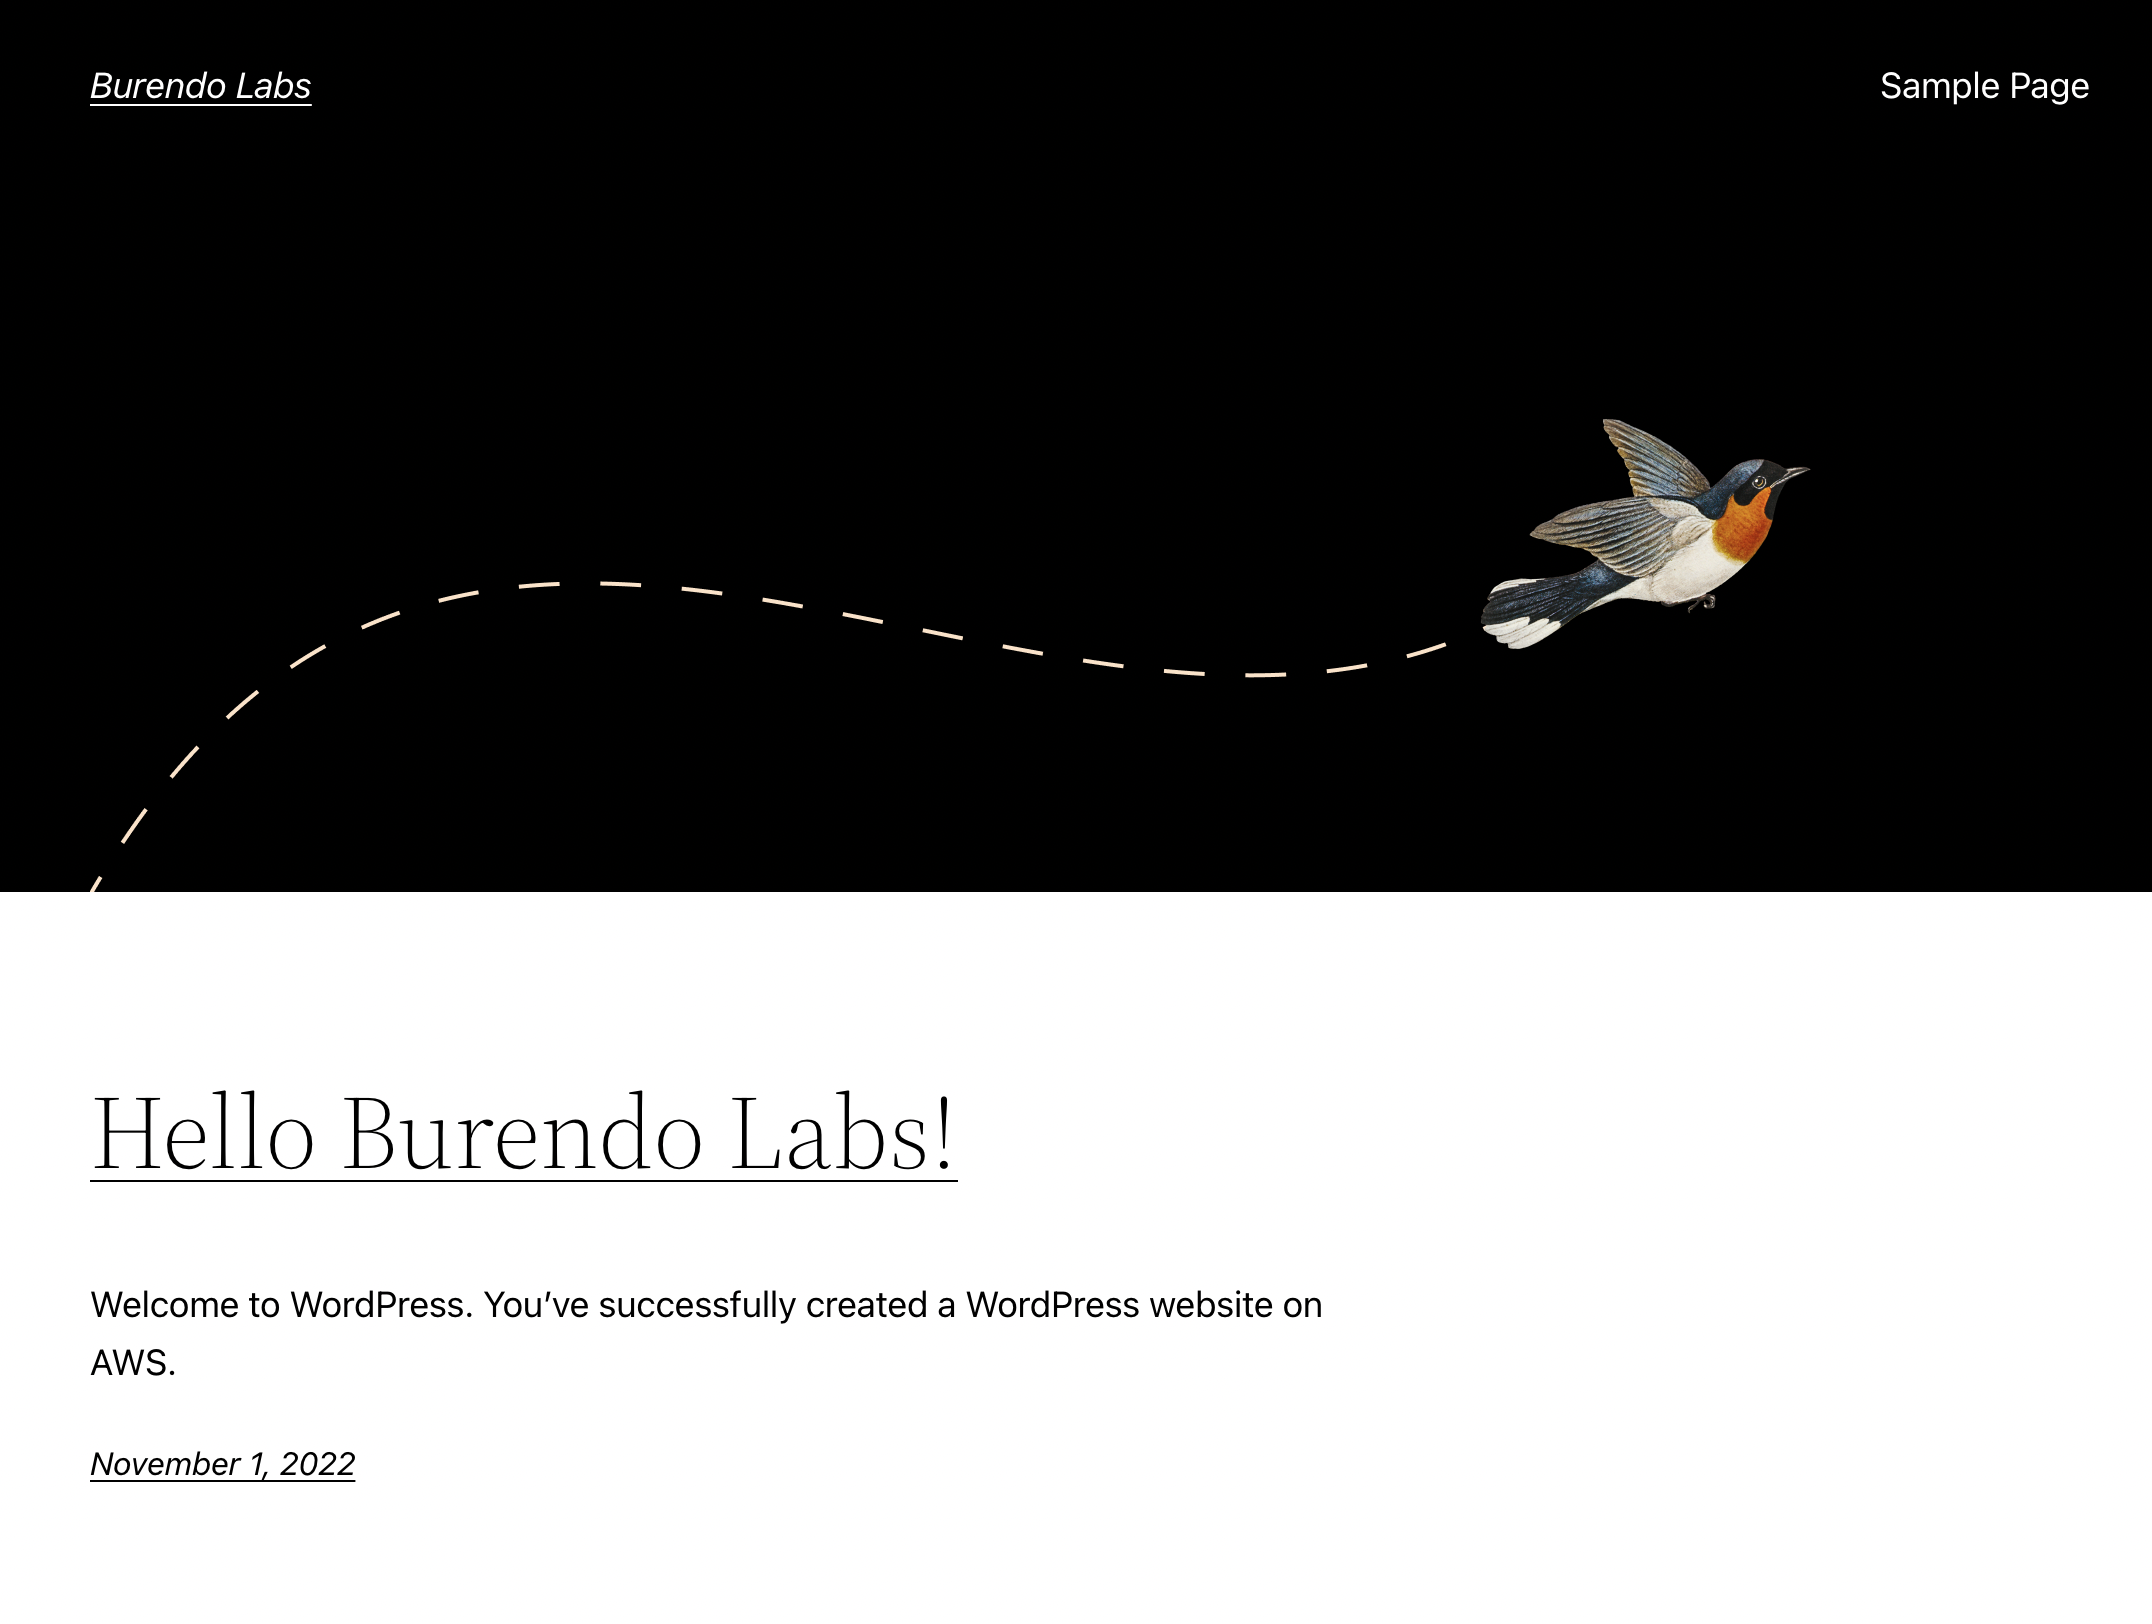 Burendo Labs
Sample Page
Hello Burendo Labs!
Welcome to WordPress. You’ve successfully created a WordPress website on
AWS.
November 1, 2022